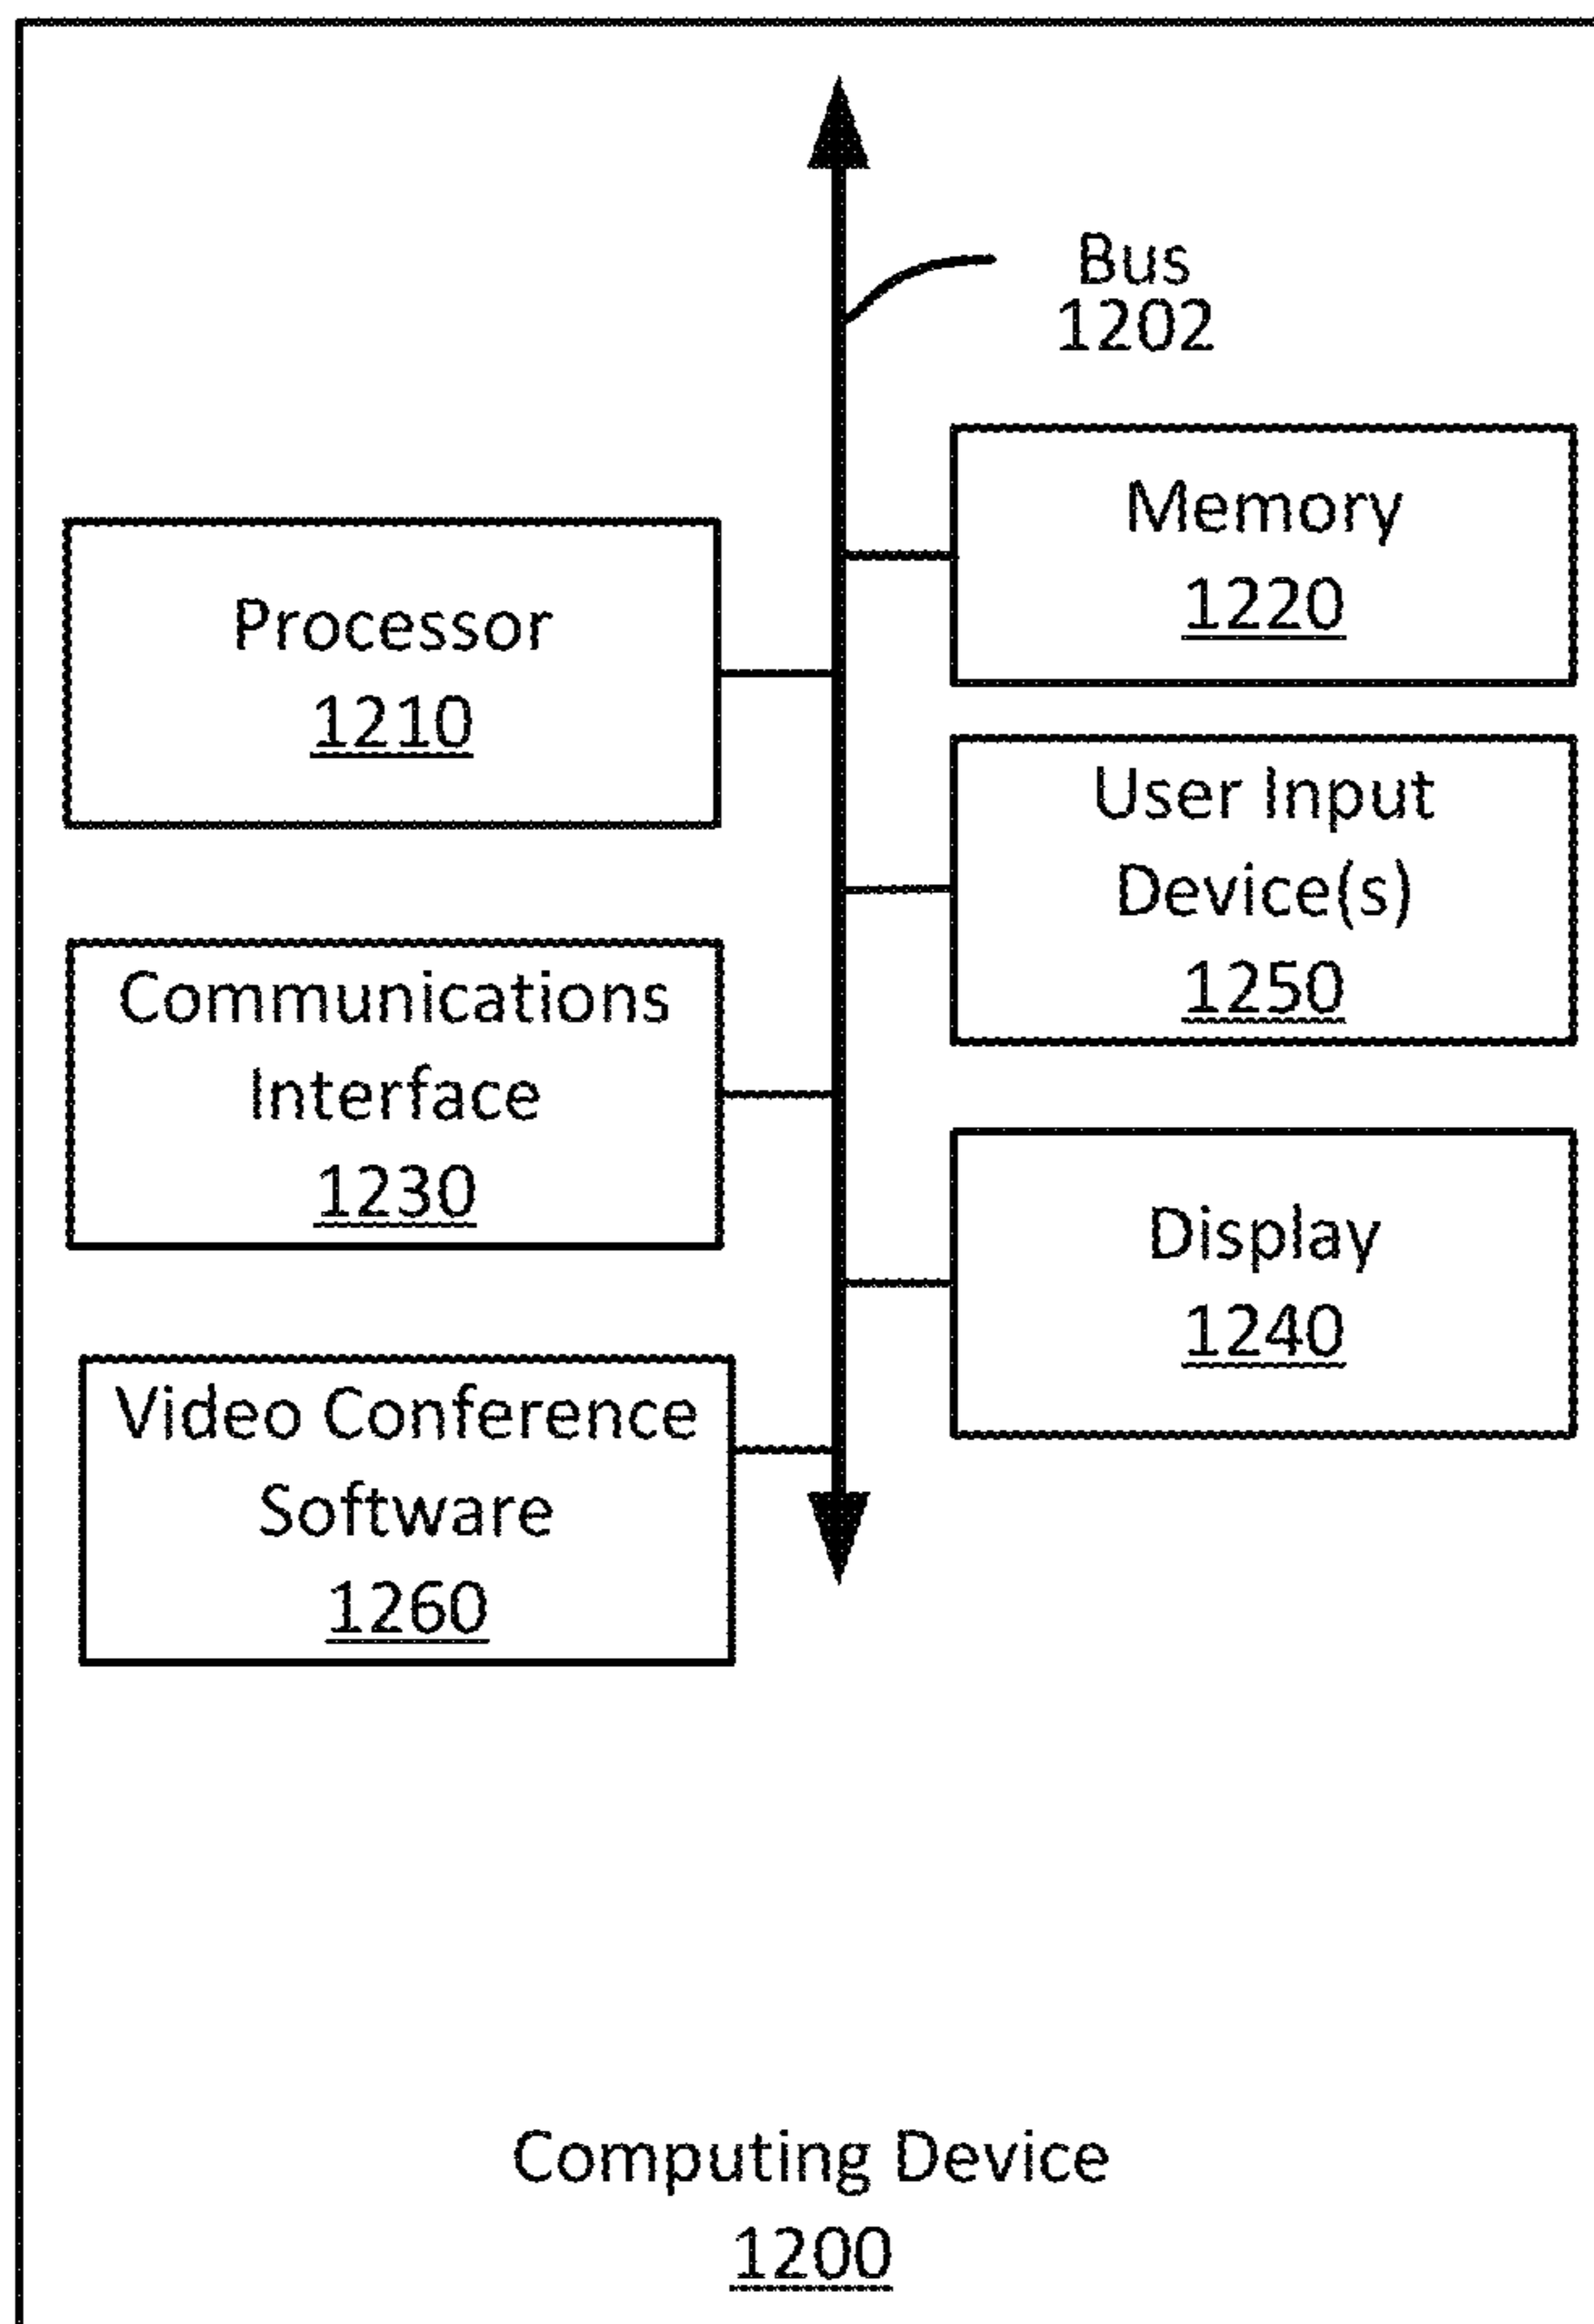 Bus
1202
Memory
1220
Processor
1210
User Input
Device(s)
1250
Communications
Interface
1230
Display
1240
Video Conference
Software
1260
Computing Device
1200